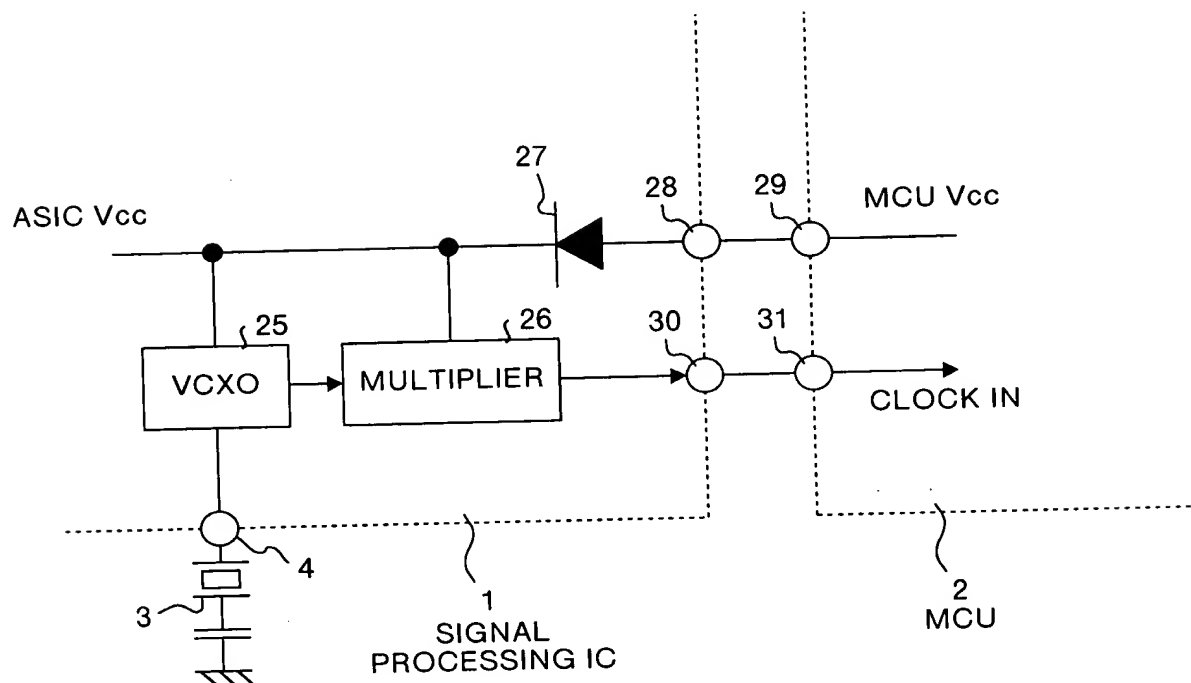 27
28
29
ASIC Vcc
MCU Vcc
25
26
30
31
VCXO
MULTIPLIER
CLOCK IN
4
3
1
SIGNAL
PROCESSING IC
2
MCU